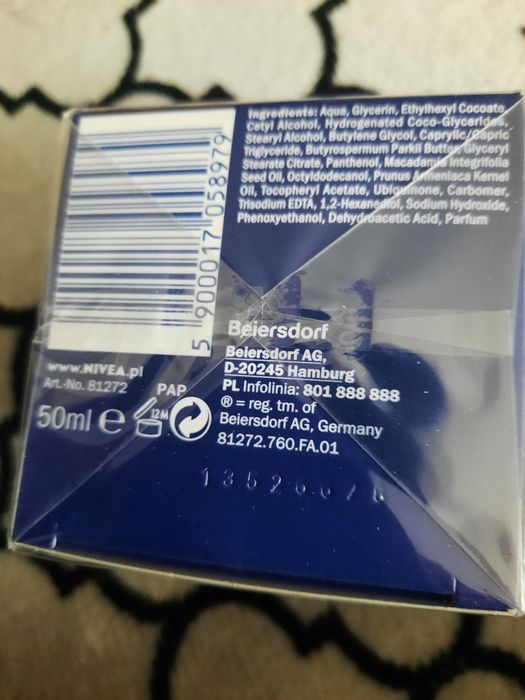 Ingredients: Aqua, Glycerin, Ethylhexyl Cocoate,
Cetyl Alcohol, Hydrogenated Coco-Glycerides,
Stearyl Alcohol, Butylene Glycol, Caprylic/Capric
Triglyceride, Butyrospermum Parkii Butter, Glyceryl
Stearate Citrate, Panthenol, Macadamia Integrifolia
Seed Oil, Octyldodecanol, Prunus Armeniaca Kernel
Oil, Tocopheryl Acetate, Ubiquinone, Carbomer,
Trisodium EDTA, 1,2-Hexanediol, Sodium Hydroxide,
Phenoxyethanol, Dehydroacetic Acid, Parfum
5 900017 058979
Beiersdorf
Beiersdorf AG,
D-20245 Hamburg
PL Infolinia: 801 888 888
® = reg. tm. of
Beiersdorf AG, Germany
81272.760.FA.01
www.NIVEA.pl
Art.-No. 81272
PAP
50ml e 12M